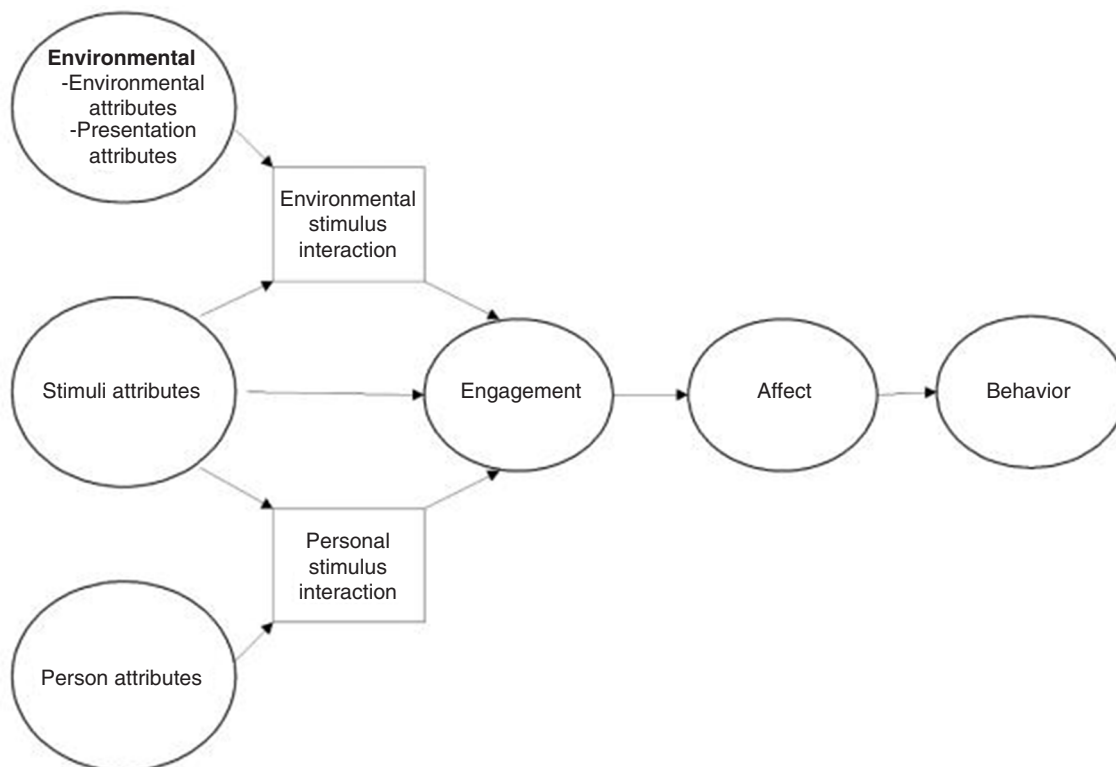 Environmental
-Environmental
attributes
-Presentation
attributes
Environmental
stimulus
interaction
Stimuli attributes
Engagement
Affect
Behavior
Personal
stimulus
interaction
Person attributes